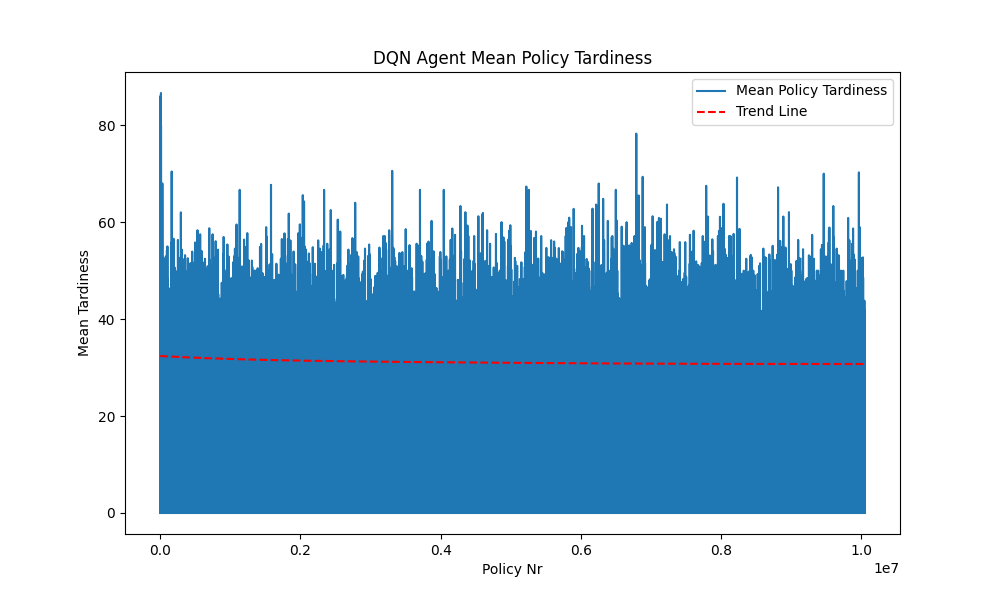 DQN Agent Mean Policy Tardiness
Mean Policy Tardiness
Trend Line
Mean Tardiness
80
60
40
20
0
0.0
0.2
0.4
0.6
0.8
1.0
1e7
Policy Nr